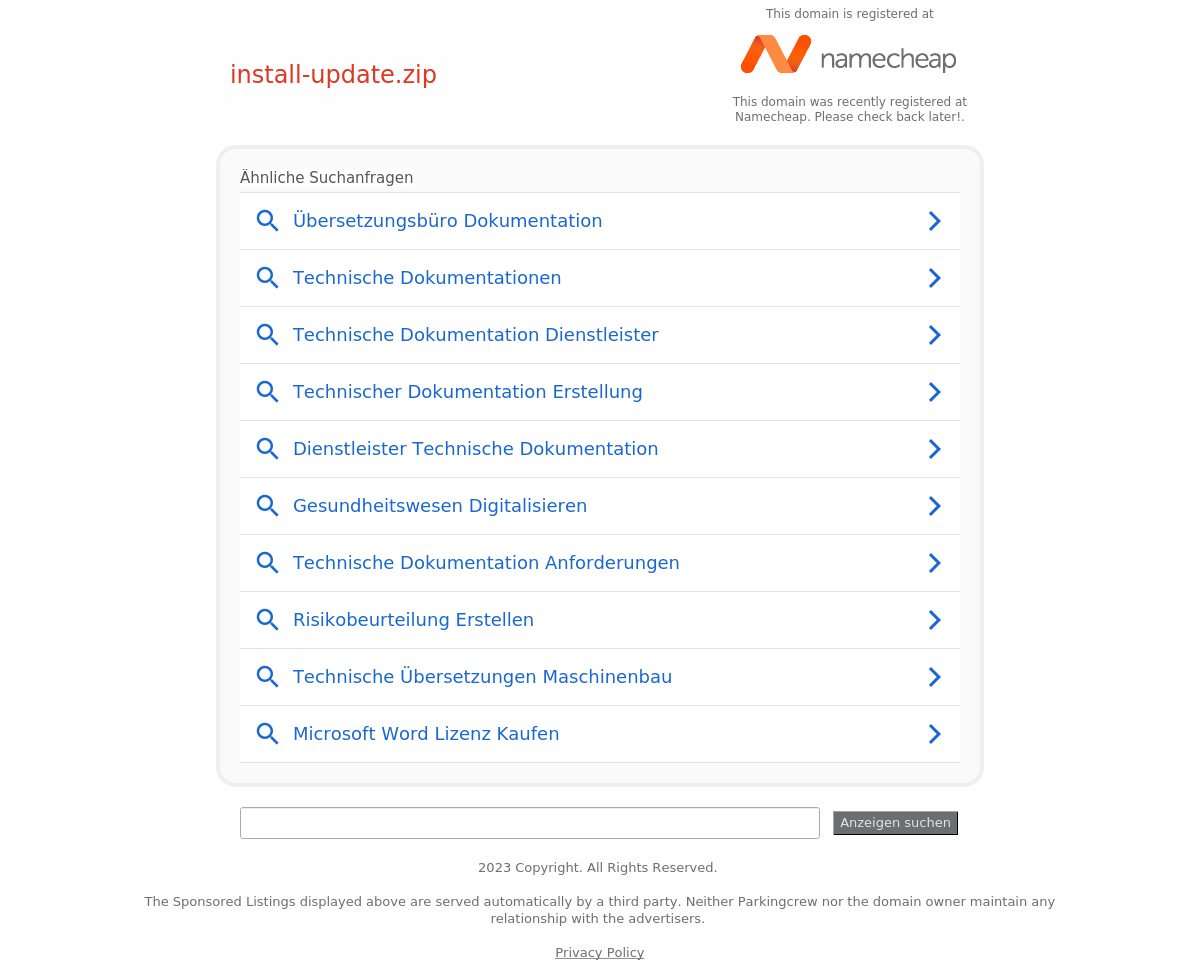 This domain is registered at
namecheap
install-update.zip
This domain was recently registered at
Namecheap. Please check back later!.
Ähnliche Suchanfragen
Übersetzungsbüro Dokumentation
Technische Dokumentationen
Technische Dokumentation Dienstleister
Technischer Dokumentation Erstellung
Dienstleister Technische Dokumentation
Gesundheitswesen Digitalisieren
Technische Dokumentation Anforderungen
Risikobeurteilung Erstellen
Technische Übersetzungen Maschinenbau
Microsoft Word Lizenz Kaufen
Anzeigen suchen
2023 Copyright. All Rights Reserved.
The Sponsored Listings displayed above are served automatically by a third party. Neither Parkingcrew nor the domain owner maintain any
relationship with the advertisers.
Privacy Policy